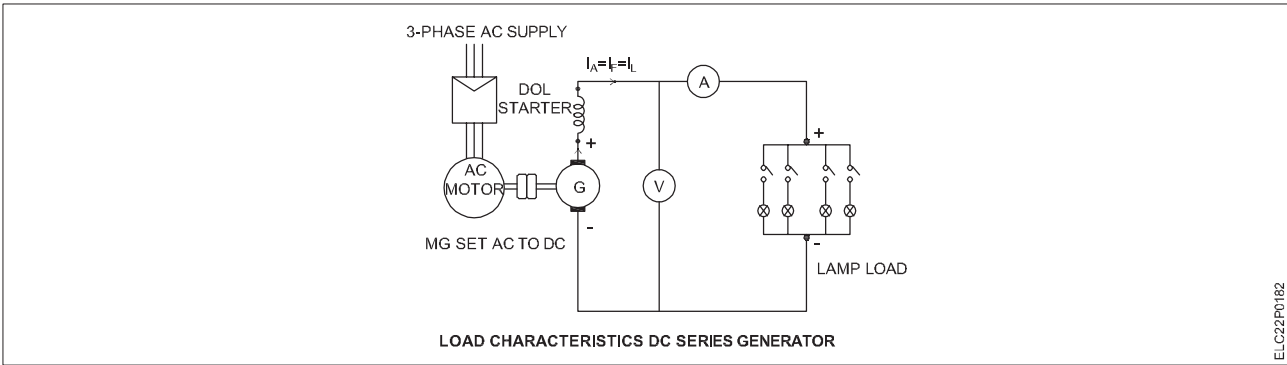 3-PHASE AC SUPPLY
I_A=I_F=I_L
DOL
STARTER
A
+
+
AC
MOTOR
G
V
-
-
MG SET AC TO DC
LAMP LOAD
LOAD CHARACTERISTICS DC SERIES GENERATOR
ELC22P0182